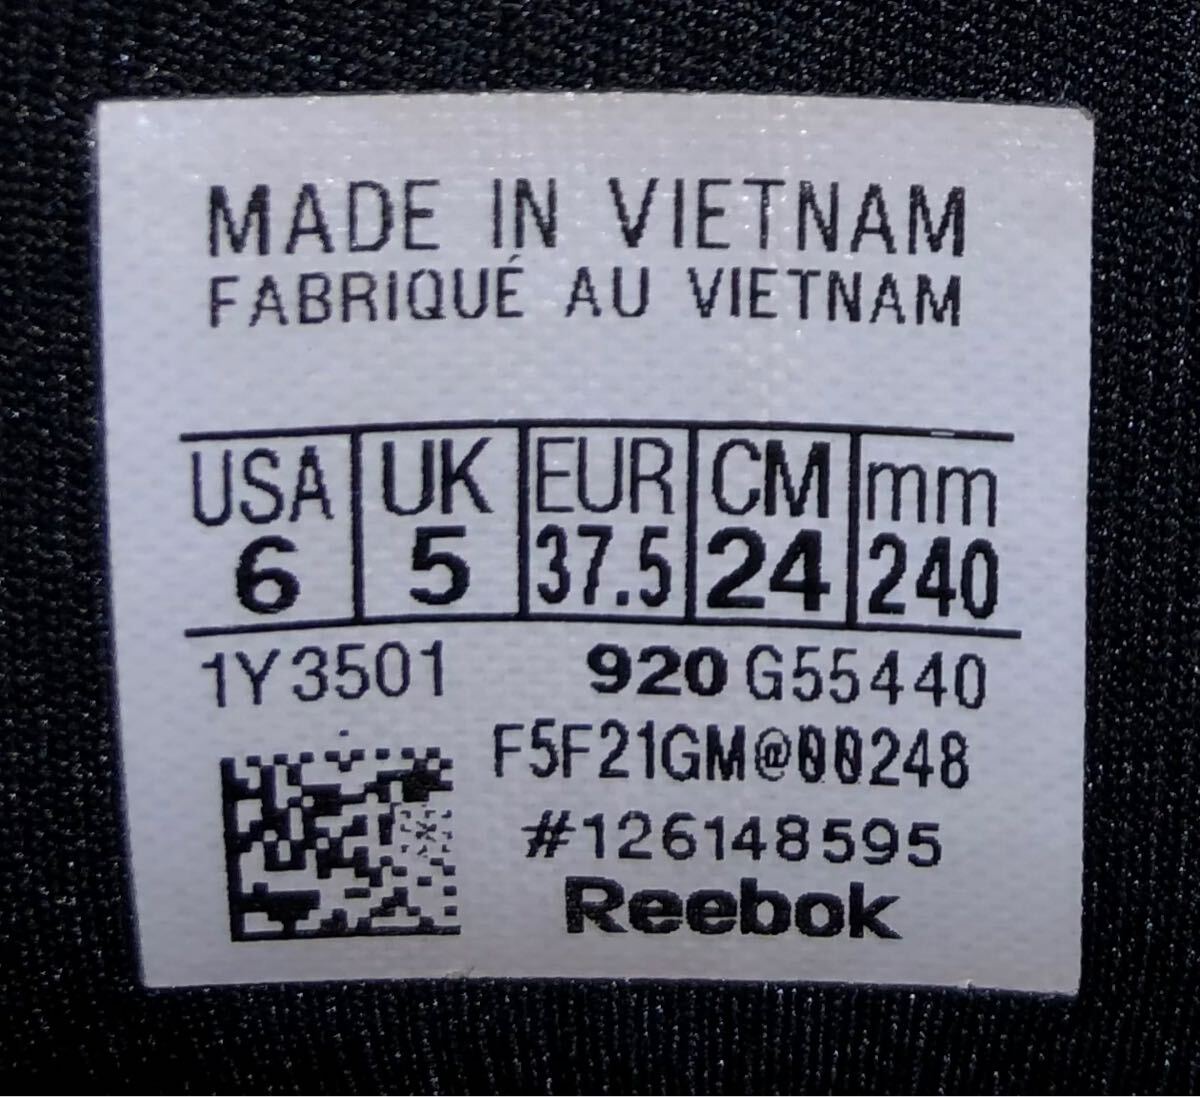 MADE IN VIETNAM
FABRIQUÉ AU VIETNAM
USA UK EUR CM mm
6 5 37.5 24 240
1Y3501 920 G55440
F5F21GM@00248
#126148595
Reebok